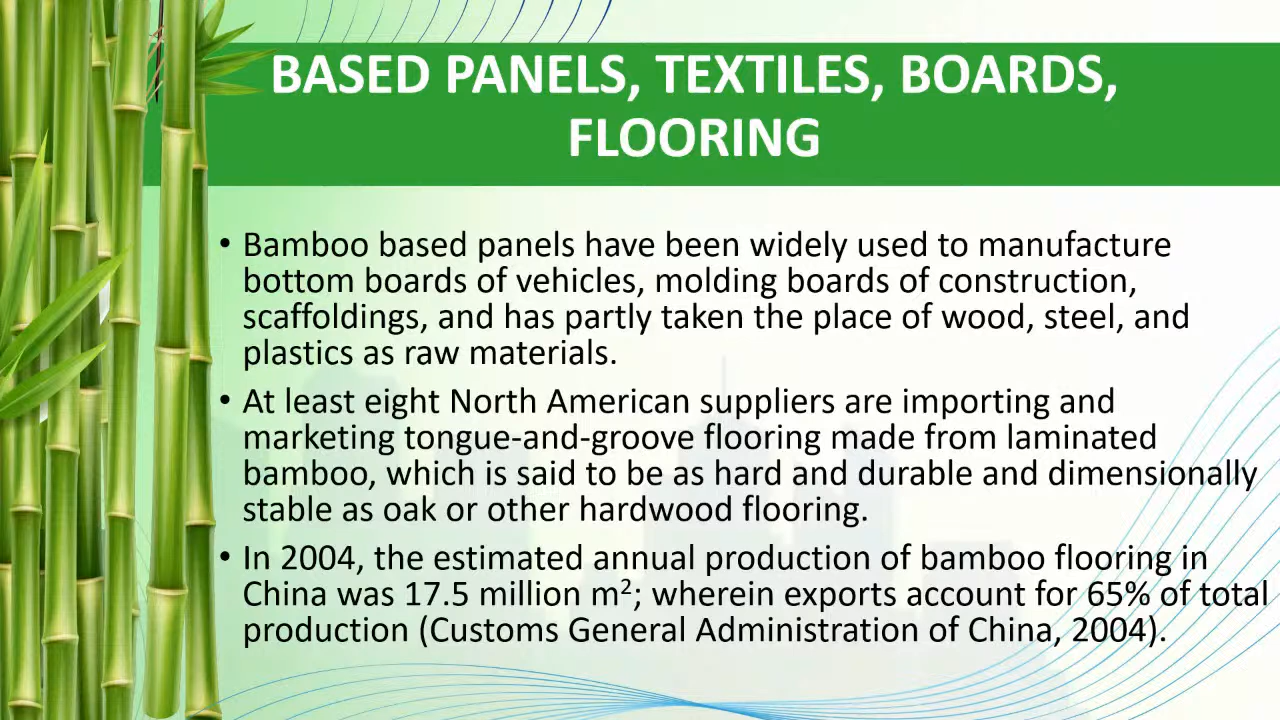 BASED PANELS, TEXTILES, BOARDS,
FLOORING
• Bamboo based panels have been widely used to manufacture
bottom boards of vehicles, molding boards of construction,
scaffoldings, and has partly taken the place of wood, steel, and
plastics as raw materials.
• At least eight North American suppliers are importing and
marketing tongue-and-groove flooring made from laminated
bamboo, which is said to be as hard and durable and dimensionally
stable as oak or other hardwood flooring.
• In 2004, the estimated annual production of bamboo flooring in
China was 17.5 million m²; wherein exports account for 65% of total
production (Customs General Administration of China, 2004).